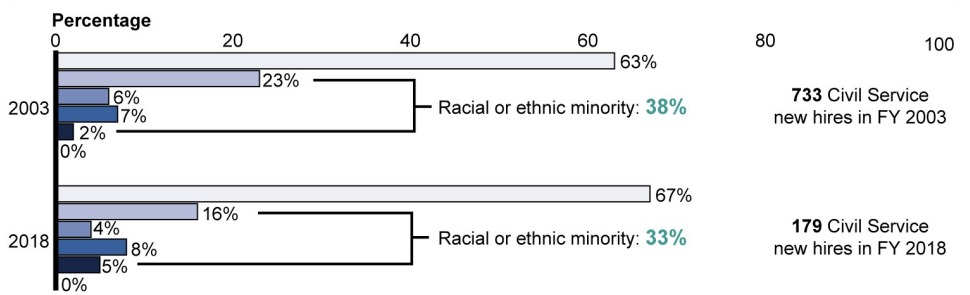 Percentage
0 20 40 60 80 100
63%
23%
6%
2003
7%
2%
0%
Racial or ethnic minority: 38%
733 Civil Service
new hires in FY 2003
67%
16%
4%
2018
8%
5%
0%
Racial or ethnic minority: 33%
179 Civil Service
new hires in FY 2018